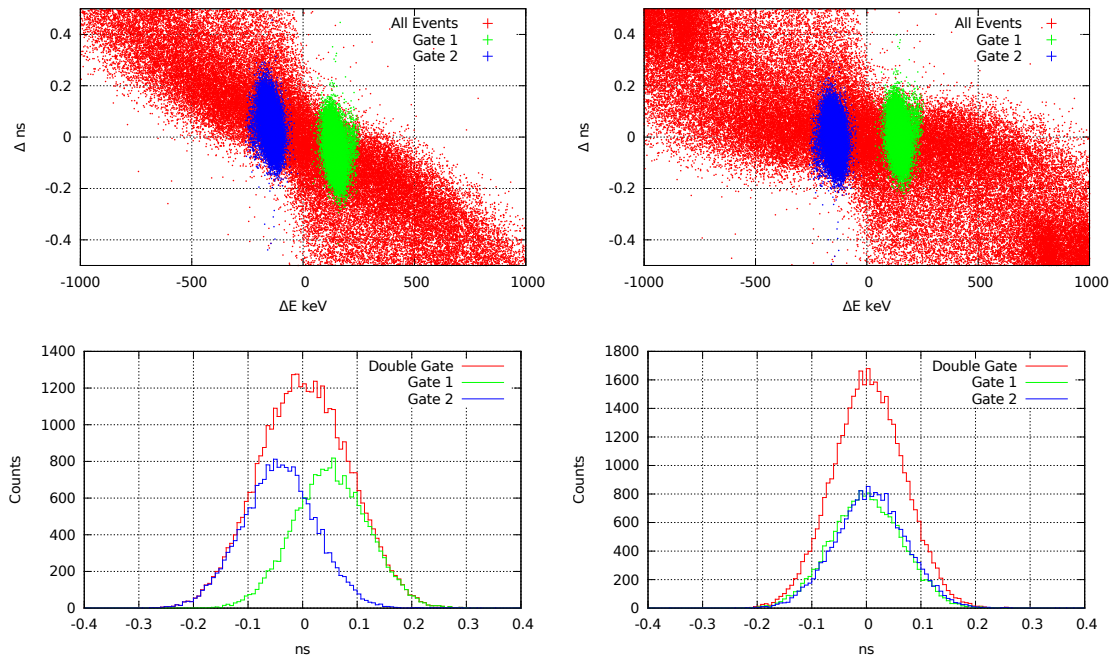 All Events
Gate 1
Gate 2
0.4
0.2
0
-0.2
-0.4
Δ ns
-1000 -500 0 500 1000
ΔE keV
All Events
Gate 1
Gate 2
0.4
0.2
0
-0.2
-0.4
Δ ns
-1000 -500 0 500 1000
ΔE keV
Double Gate
Gate 1
Gate 2
1400
1200
1000
800
600
400
200
0
Counts
-0.4 -0.3 -0.2 -0.1 0 0.1 0.2 0.3 0.4
ns
Double Gate
Gate 1
Gate 2
1800
1600
1400
1200
1000
800
600
400
200
0
Counts
-0.4 -0.3 -0.2 -0.1 0 0.1 0.2 0.3 0.4
ns